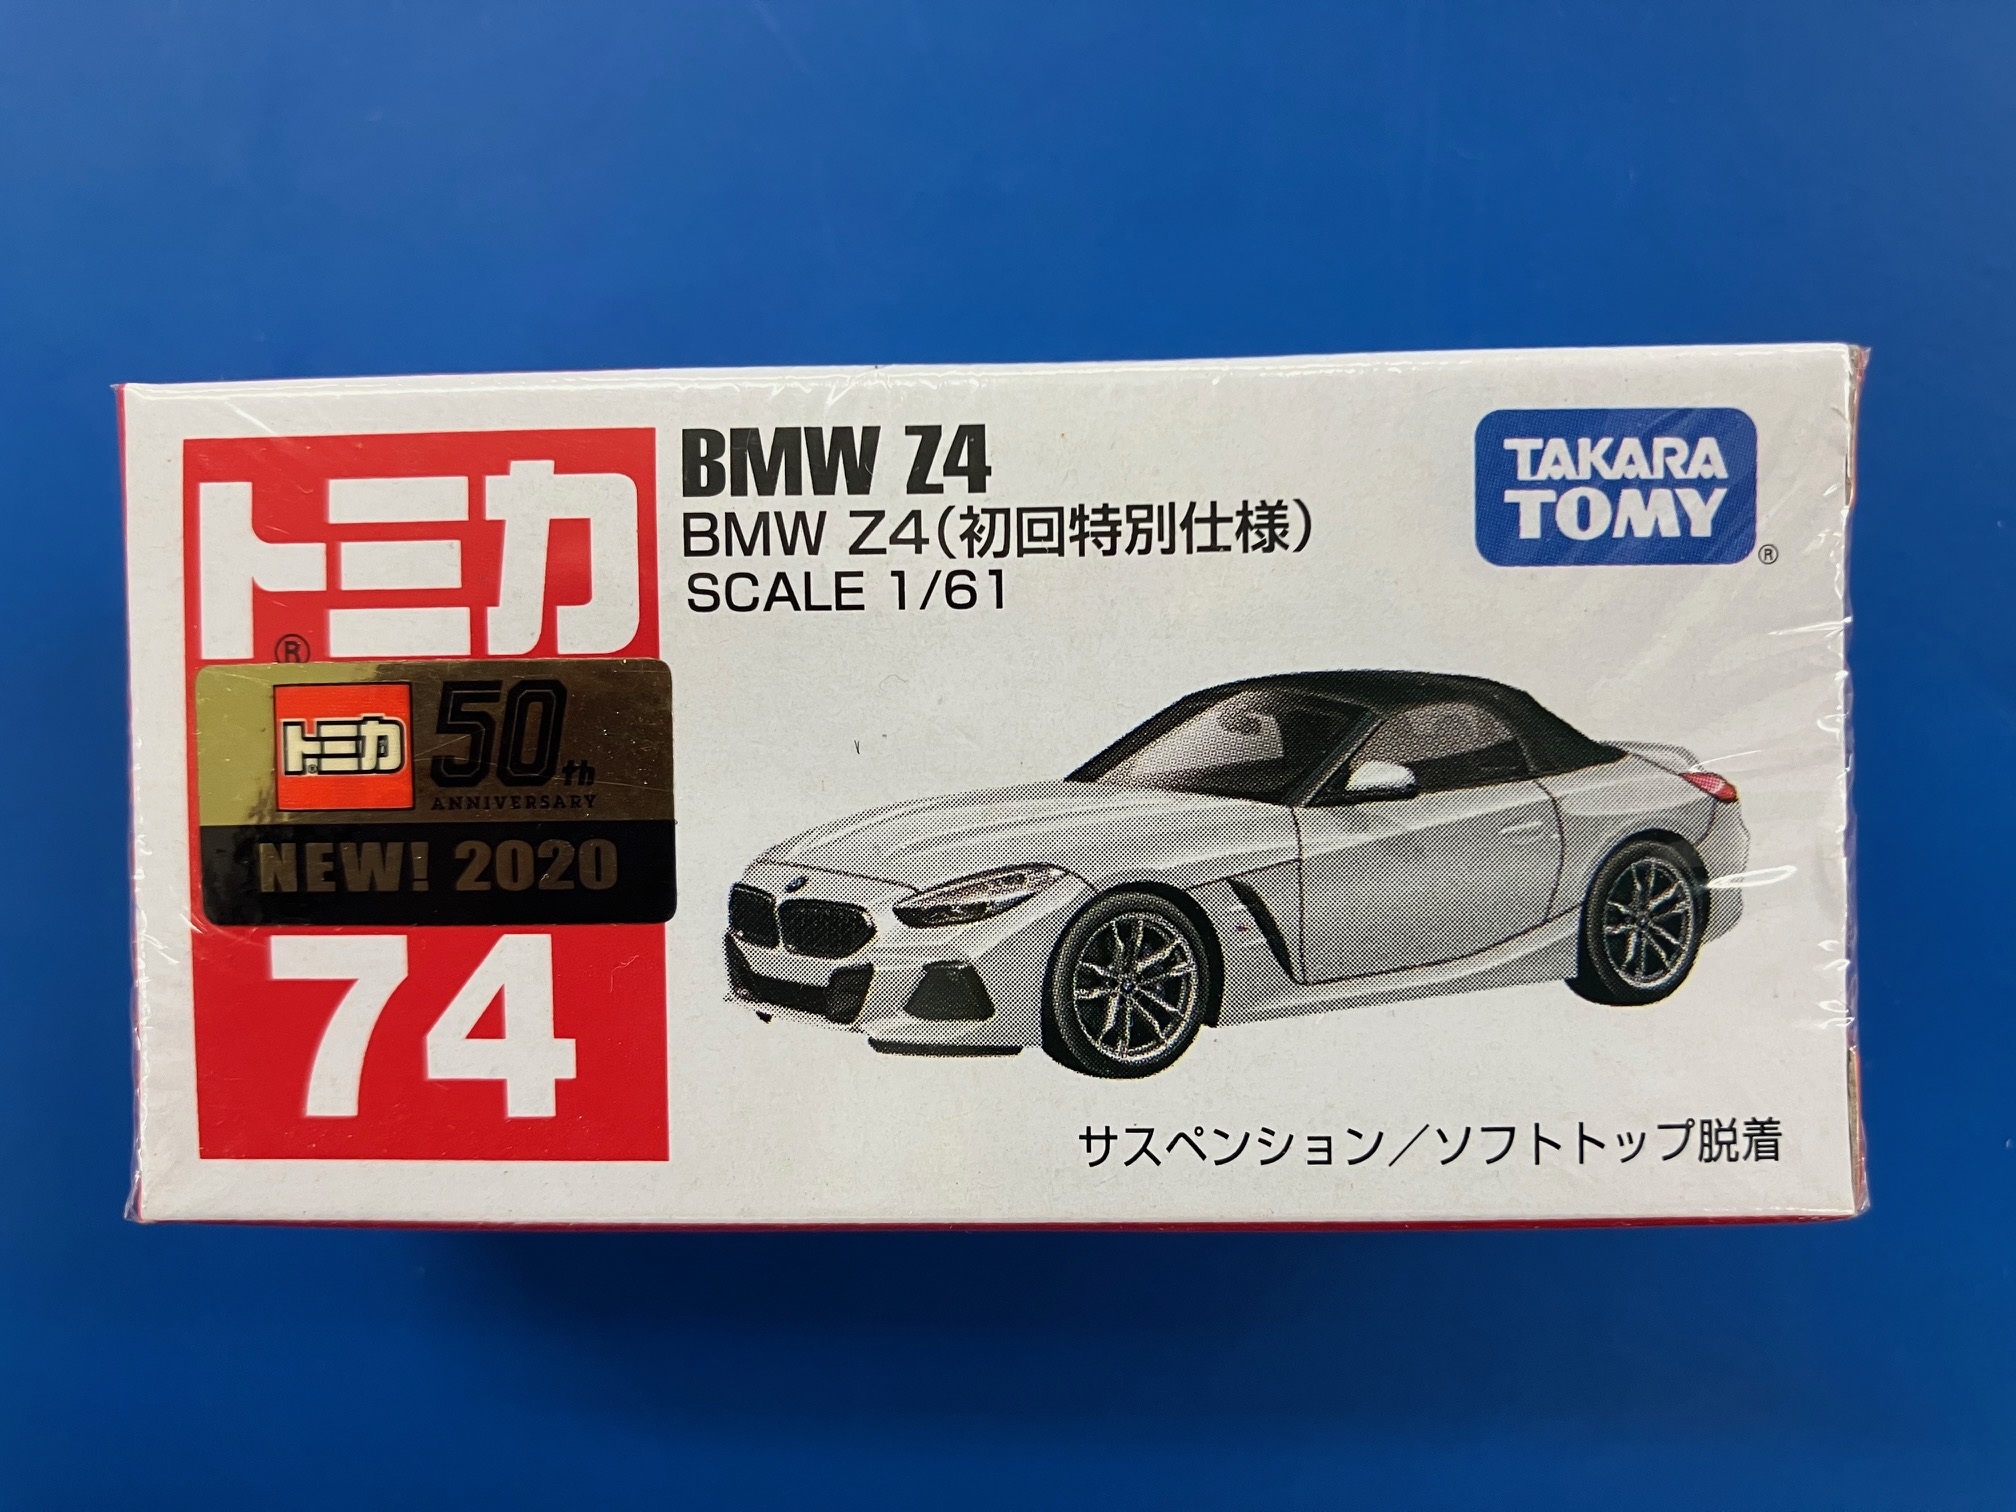 トミカ
®
トミカ®
50th
ANNIVERSARY
NEW! 2020
74
BMW Z4
BMW Z4(初回特別仕様)
SCALE 1/61
TAKARA
TOMY®
サスペンション/ソフトトップ脱着